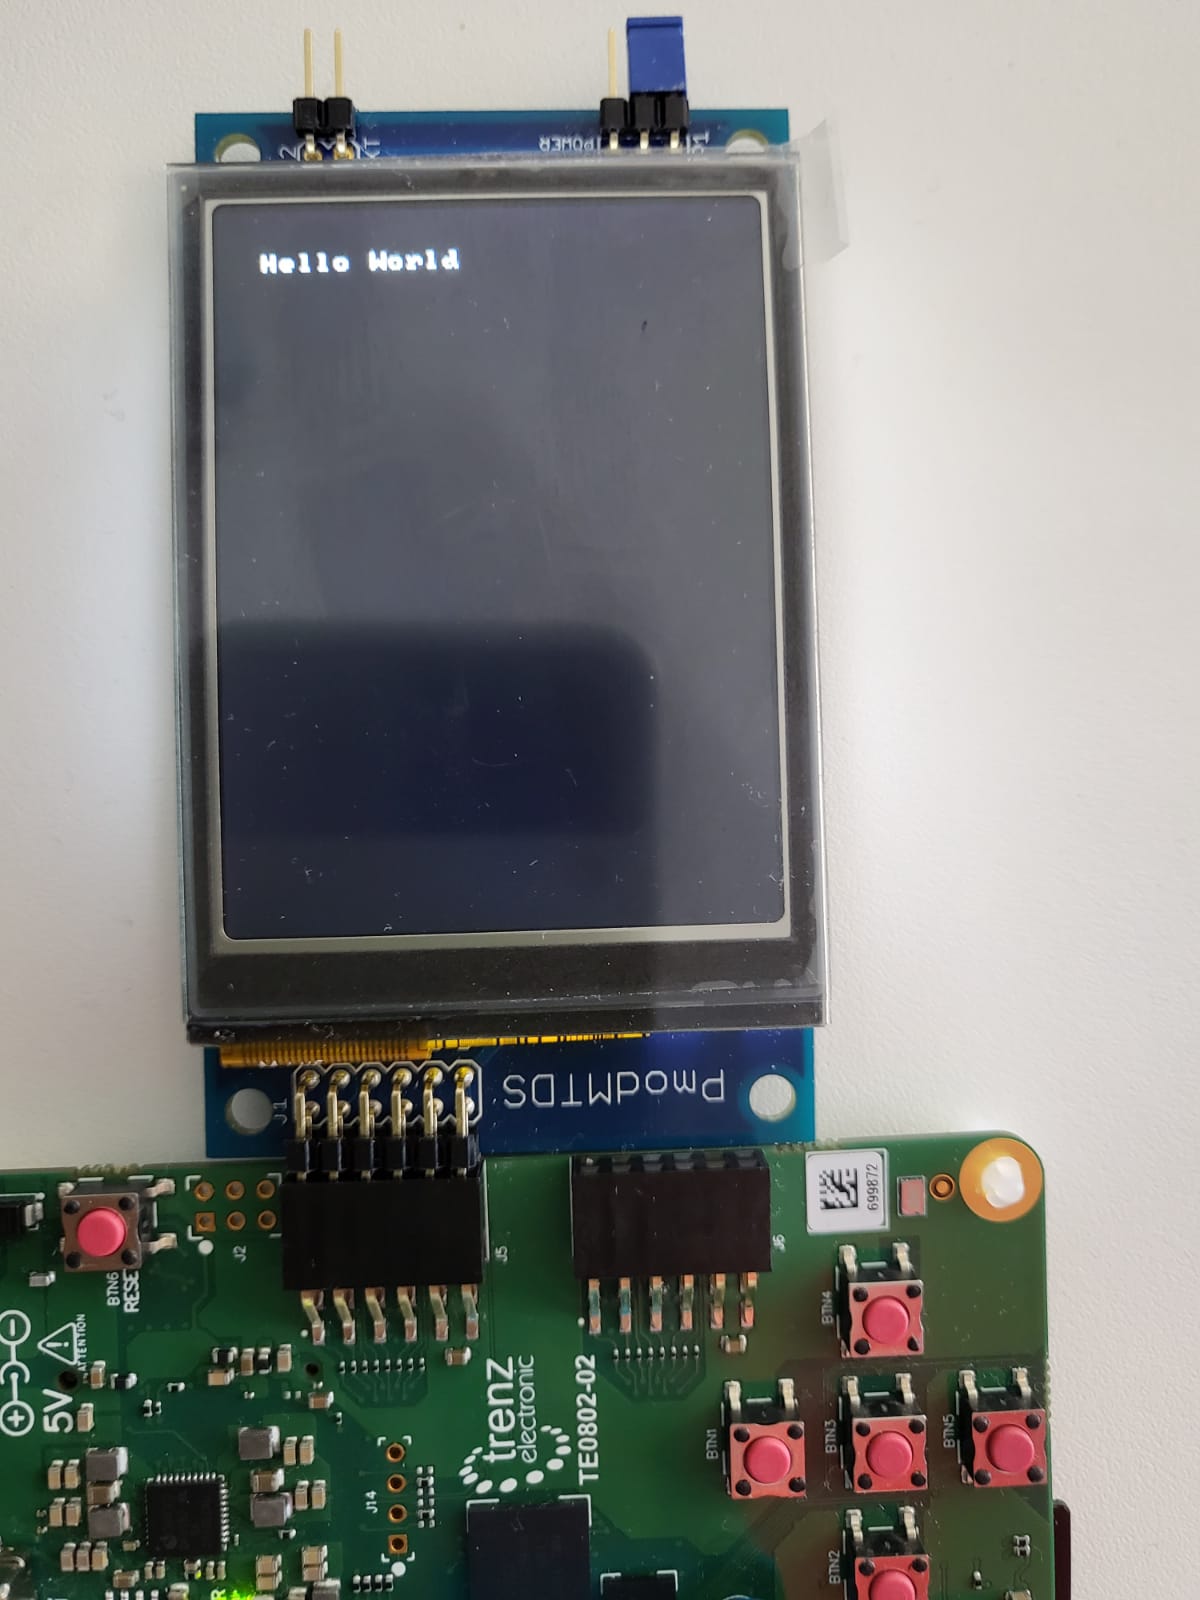 POWER
Hello World
PmodMTDS
J1
699872
J2
J5
J6
BTN6
RESET
BTN4
5V
ATTENTION
trenz
electronic
TE0802-02
BTN1
BTN3
BTN5
J14
BTN2